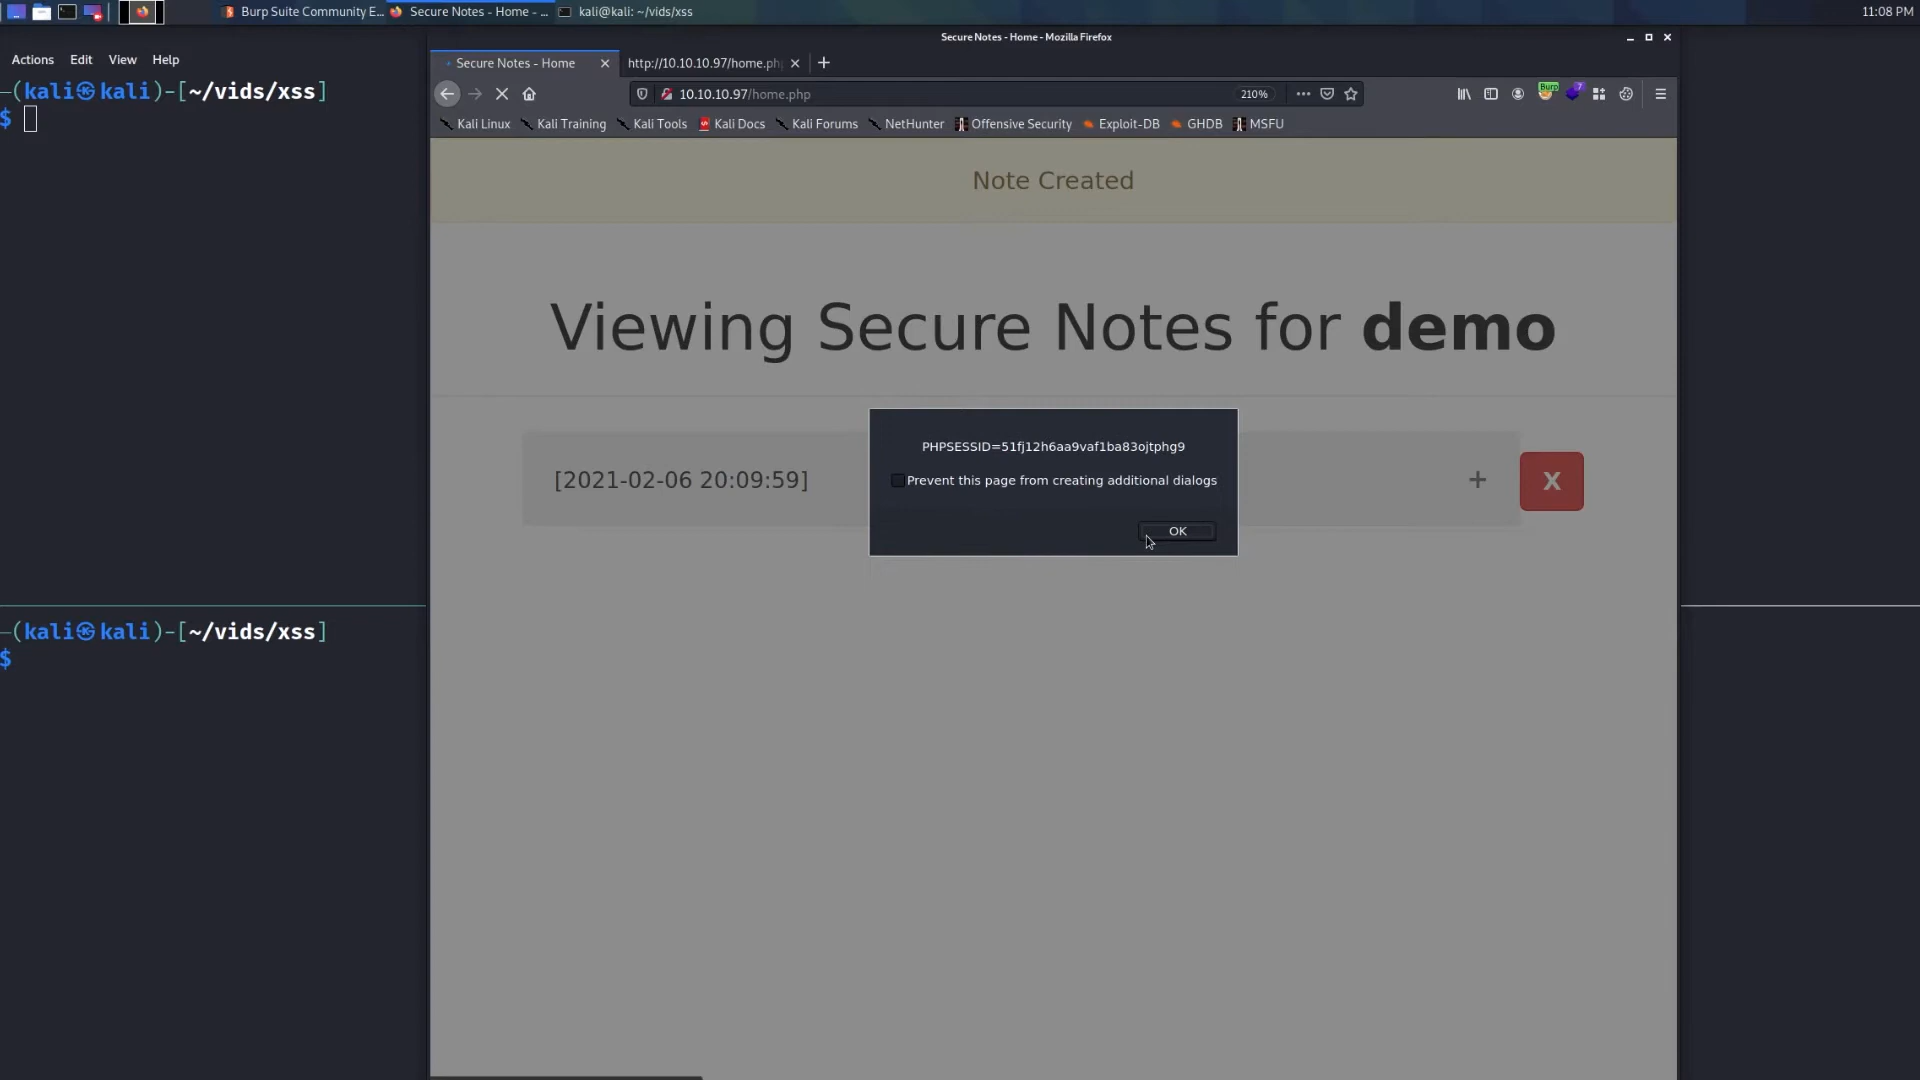 Burp Suite Community E...
Secure Notes - Home - ...
kali@kali: ~/vids/xss
11:08 PM
Secure Notes - Home - Mozilla Firefox
Actions Edit View Help
Secure Notes - Home
http://10.10.10.97/home.ph
(kali㉿kali)-[~/vids/xss]
$
10.10.10.97/home.php
210%
Burp
7
Kali Linux
Kali Training
Kali Tools
Kali Docs
Kali Forums
NetHunter
Offensive Security
Exploit-DB
GHDB
MSFU
Note Created
Viewing Secure Notes for demo
[2021-02-06 20:09:59]
+
X
PHPSESSID=51fj12h6aa9vaf1ba83ojtphg9
Prevent this page from creating additional dialogs
OK
(kali㉿kali)-[~/vids/xss]
$